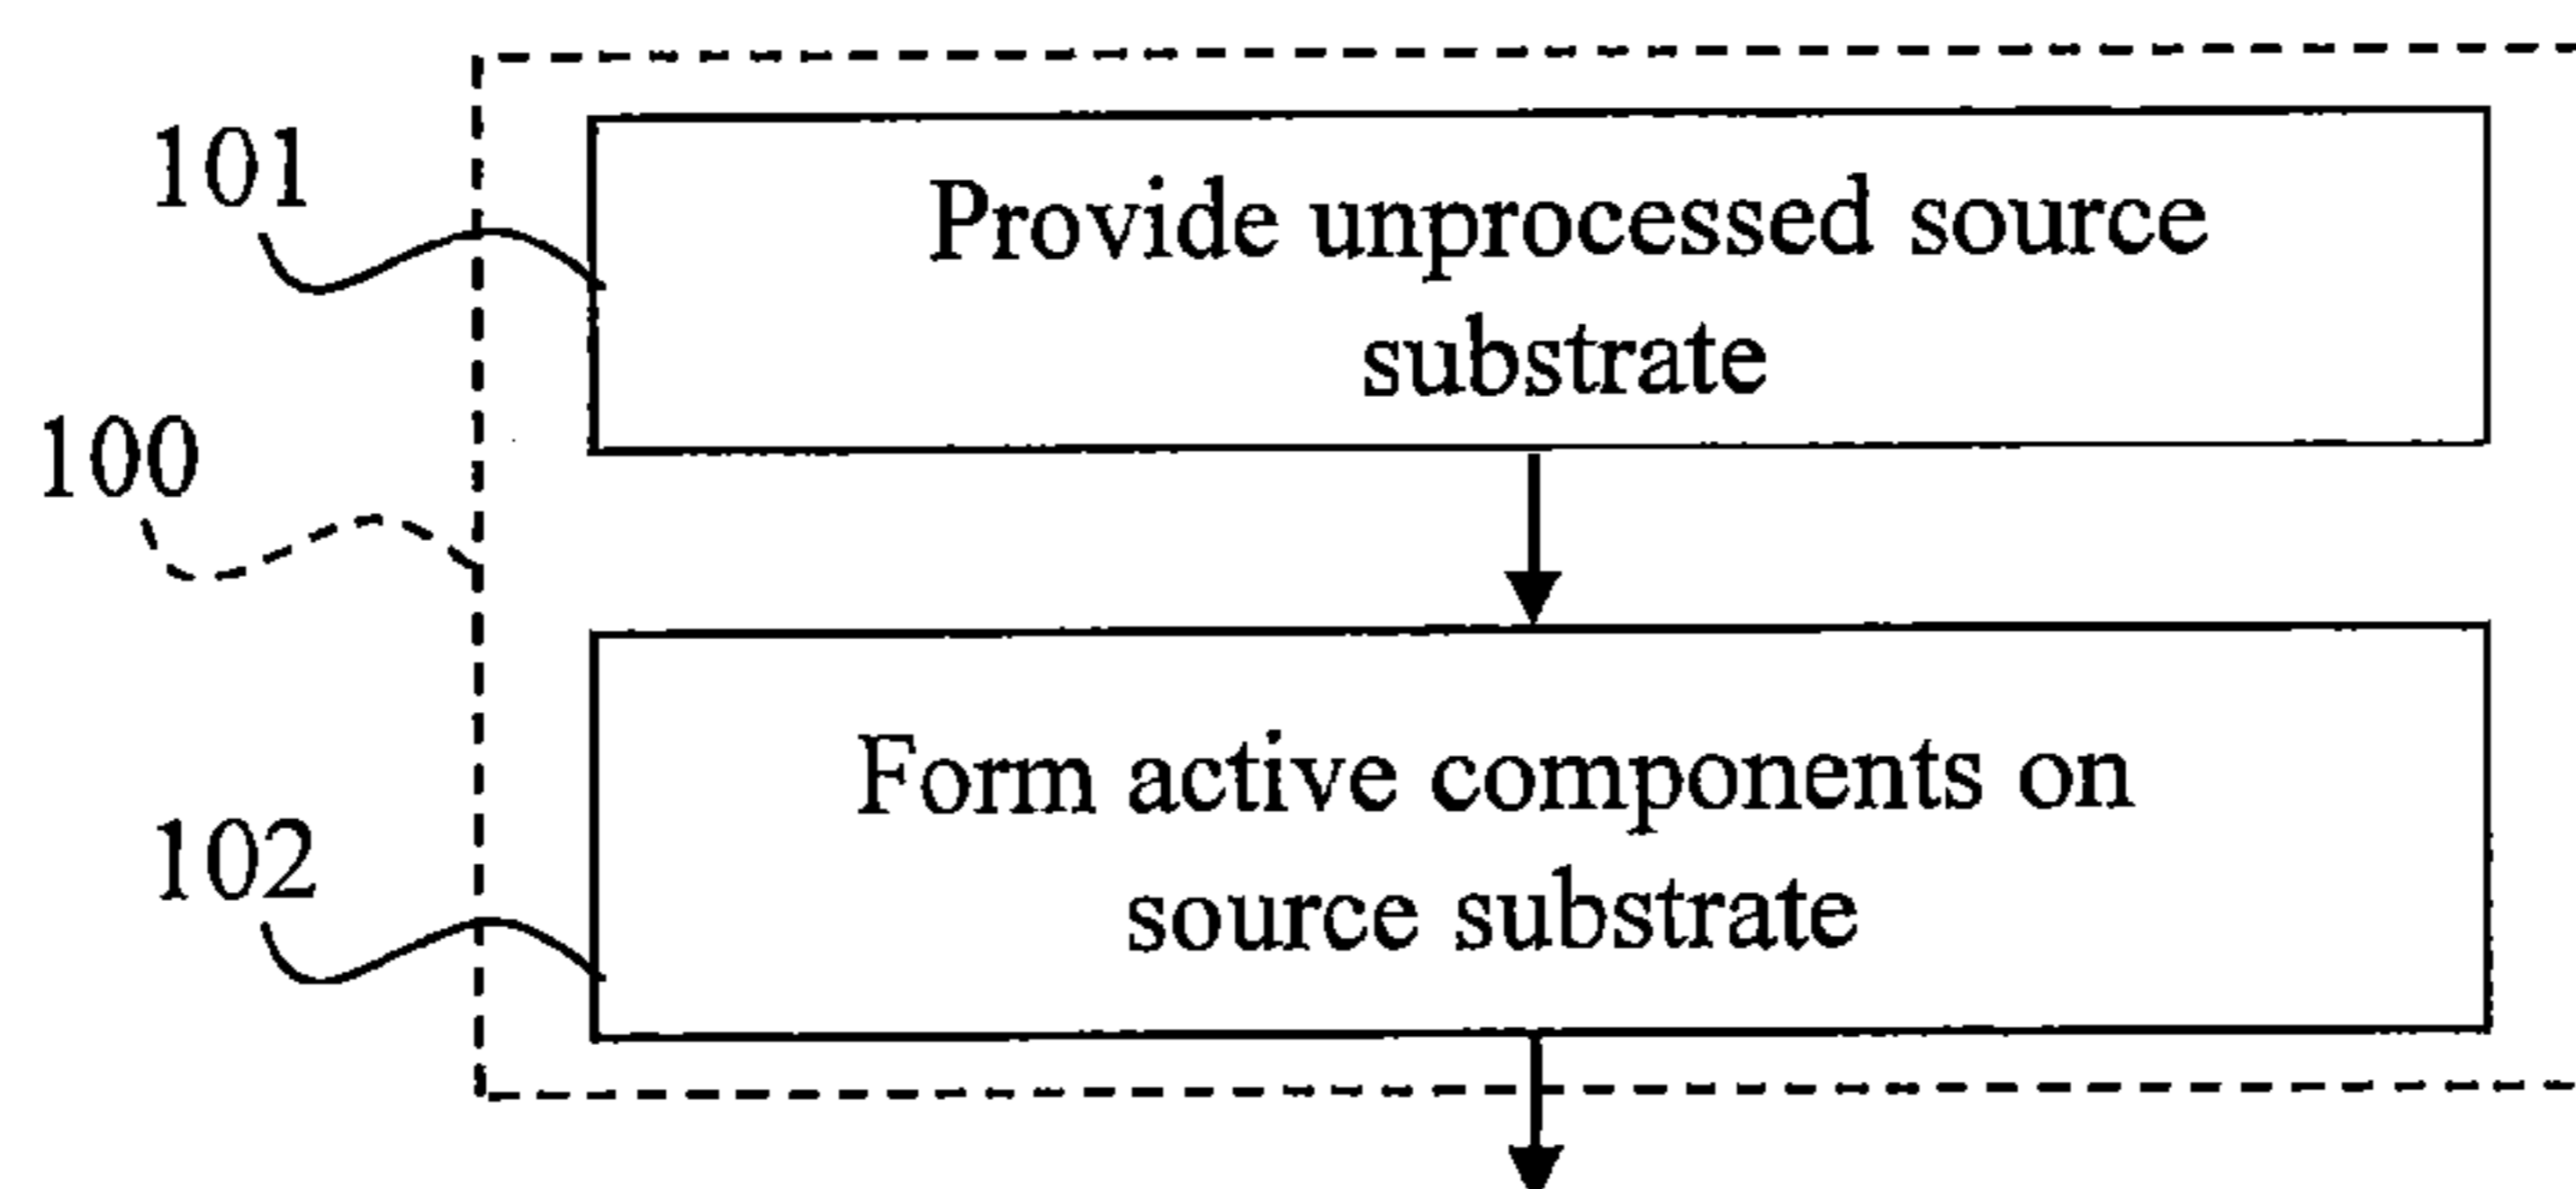 101
Provide unprocessed source
substrate
100
102
Form active components on
source substrate